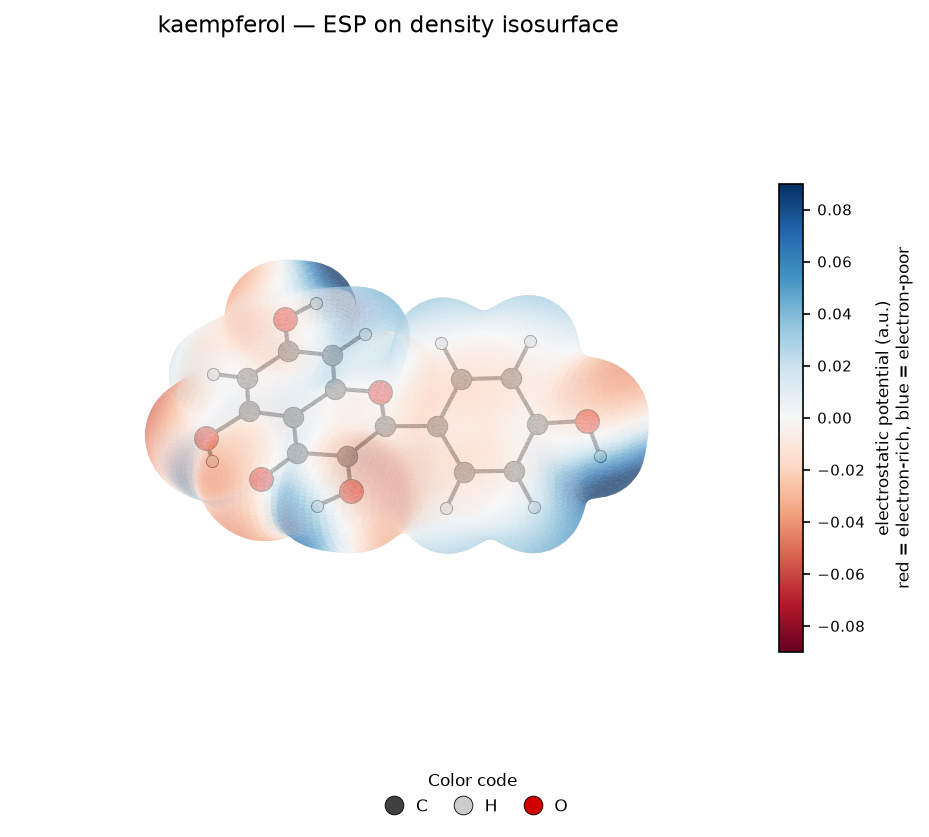 kaempferol — ESP on density isosurface
0.08
0.06
0.04
0.02
0.00
−0.02
−0.04
−0.06
−0.08
electrostatic potential (a.u.)
red = electron-rich, blue = electron-poor
Color code
C H O